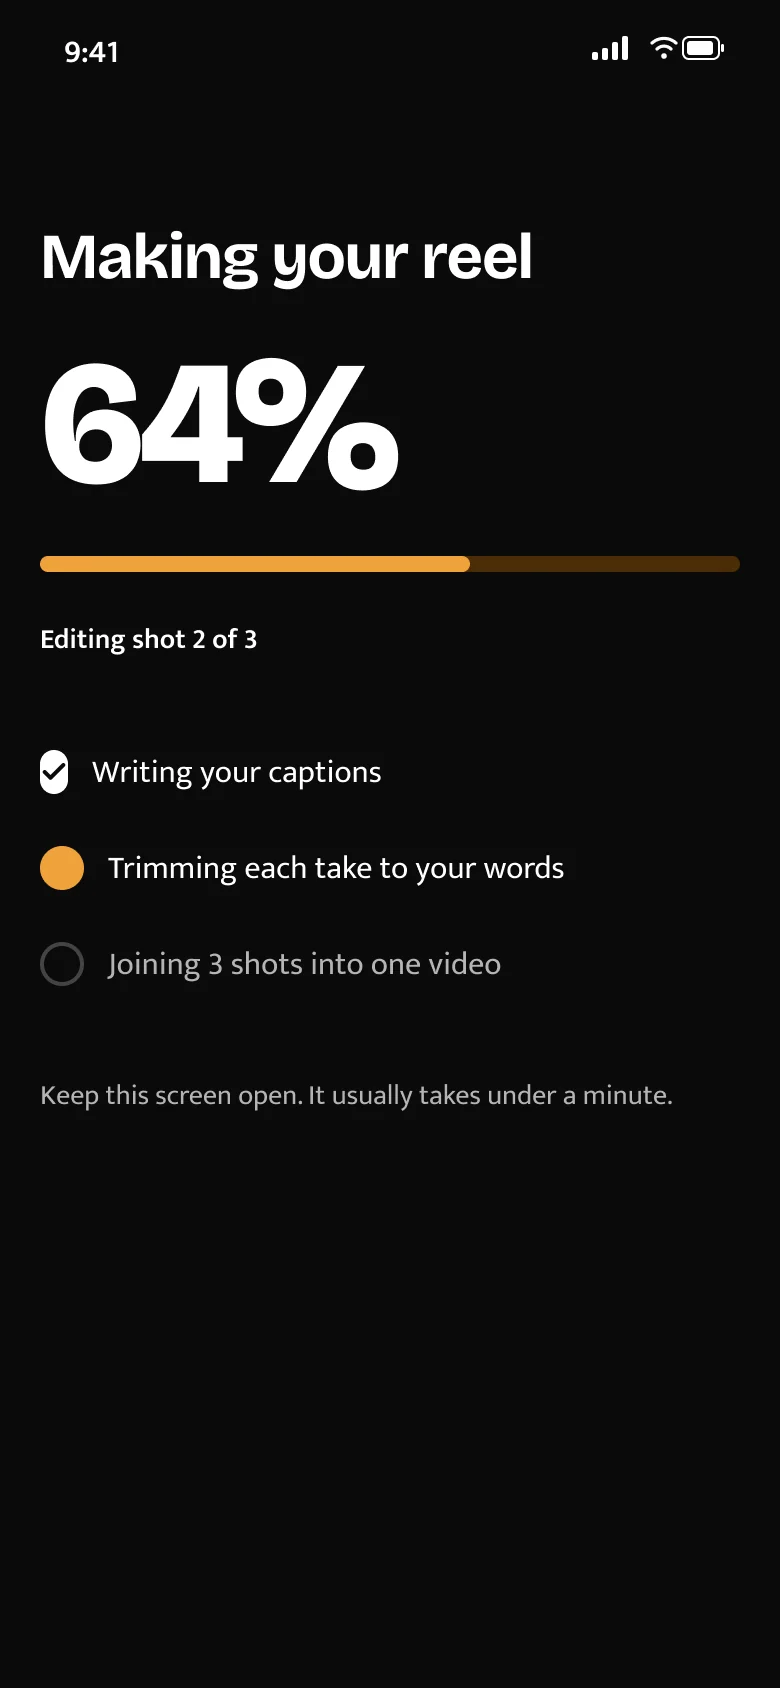 9:41
Making your reel
64%
Editing shot 2 of 3
Writing your captions
Trimming each take to your words
Joining 3 shots into one video
Keep this screen open. It usually takes under a minute.